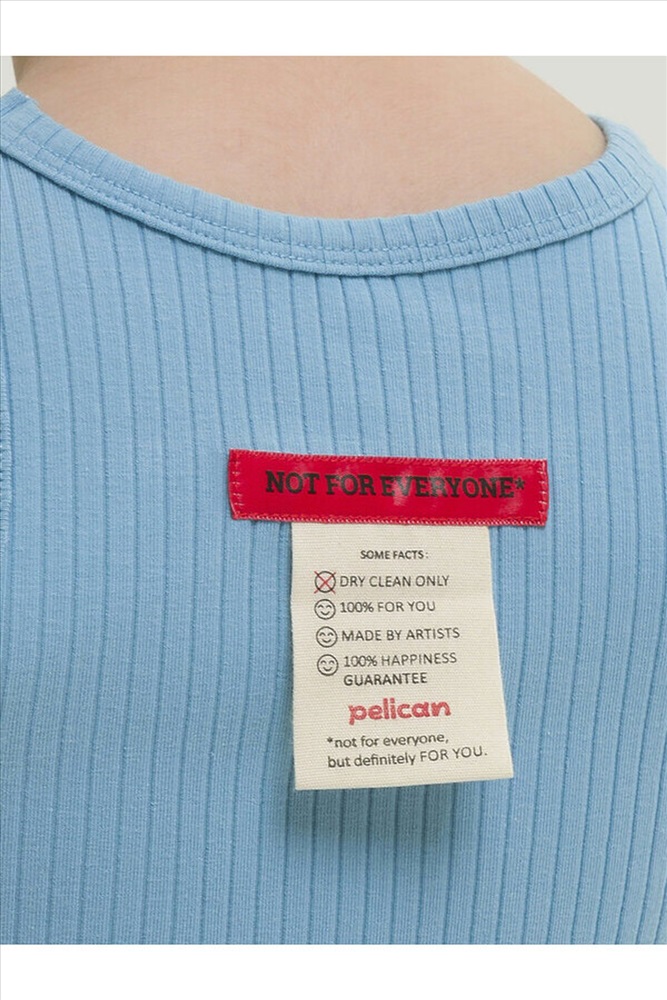 NOT FOR EVERYONE*
SOME FACTS:
DRY CLEAN ONLY
100% FOR YOU
MADE BY ARTISTS
100% HAPPINESS
GUARANTEE
pelican
*not for everyone,
but definitely FOR YOU.